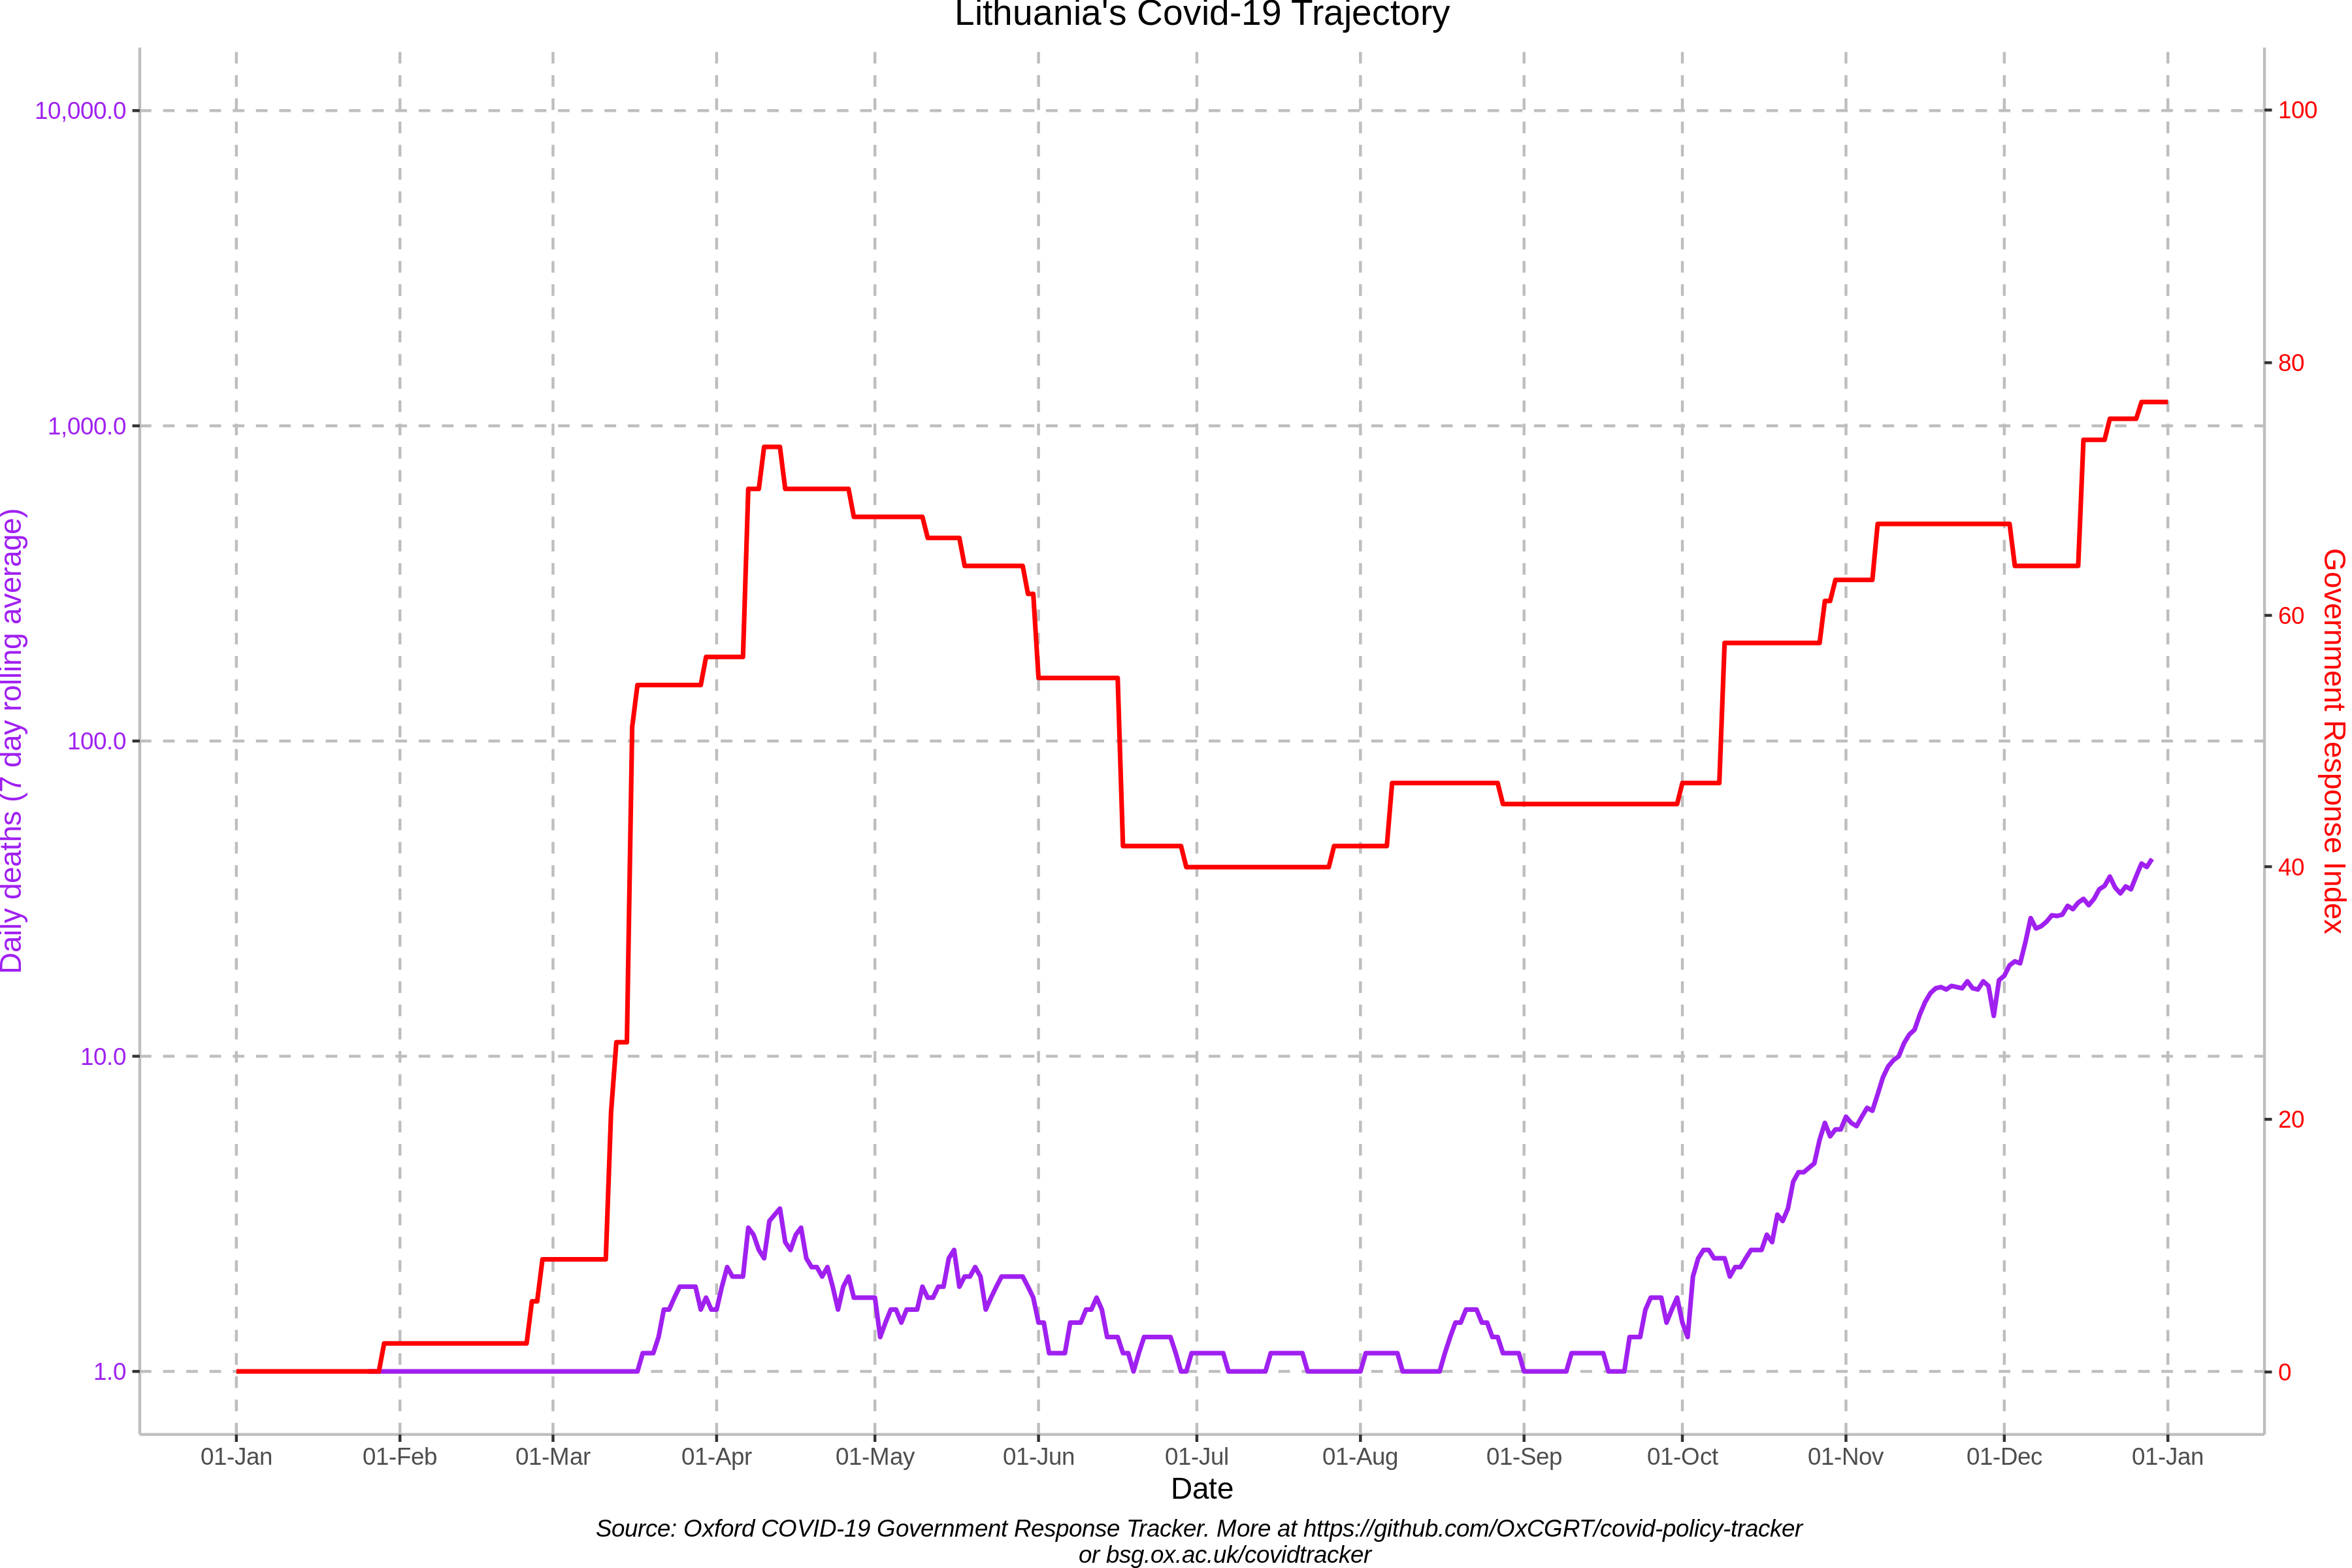 Lithuania's Covid-19 Trajectory
10,000.0
1,000.0
100.0
10.0
1.0
Daily deaths (7 day rolling average)
100
80
60
40
20
0
Government Response Index
01-Jan 01-Feb 01-Mar 01-Apr 01-May 01-Jun 01-Jul 01-Aug 01-Sep 01-Oct 01-Nov 01-Dec 01-Jan
Date
Source: Oxford COVID-19 Government Response Tracker. More at https://github.com/OxCGRT/covid-policy-tracker
or bsg.ox.ac.uk/covidtracker